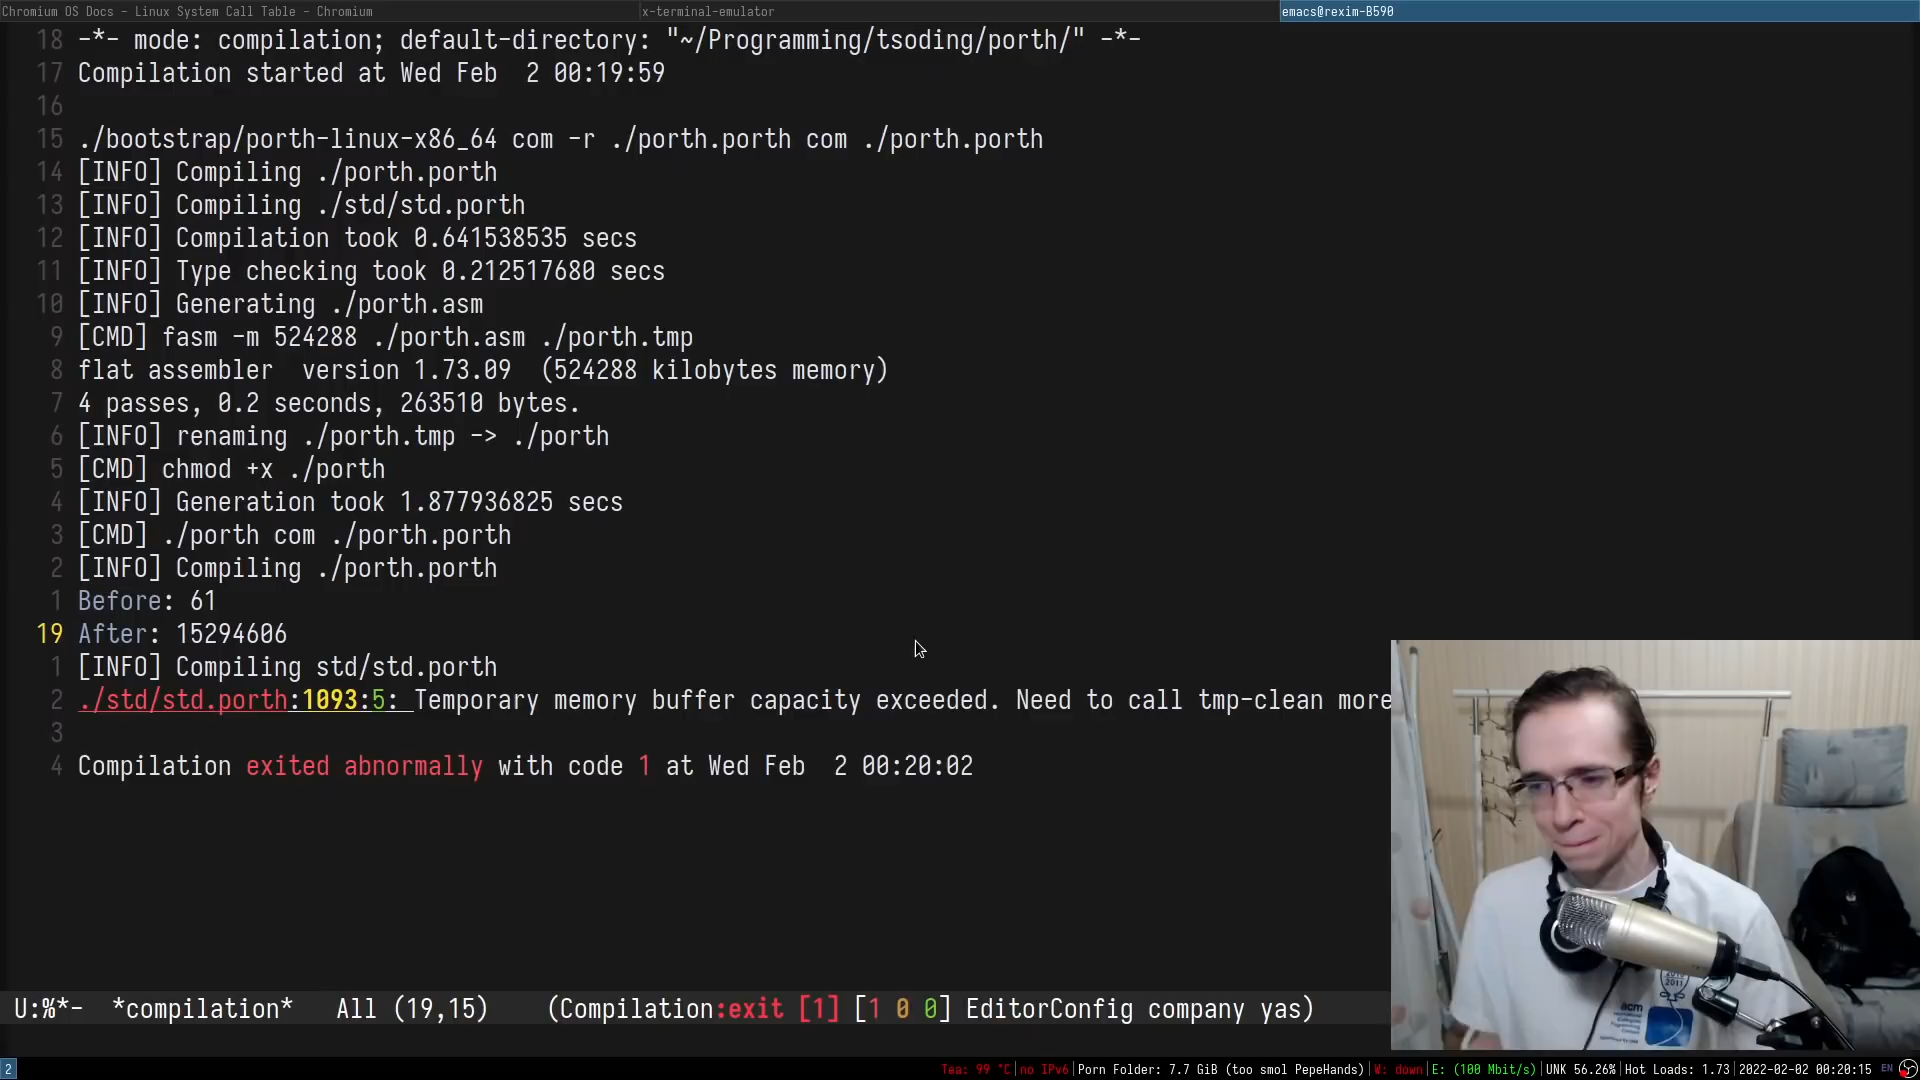 Chromium OS Docs - Linux System Call Table - Chromium
x-terminal-emulator
emacs@rexim-B590
18 -*- mode: compilation; default-directory: "~/Programming/tsoding/porth/" -*-
17 Compilation started at Wed Feb  2 00:19:59
16
15 ./bootstrap/porth-linux-x86_64 com -r ./porth.porth com ./porth.porth
14 [INFO] Compiling ./porth.porth
13 [INFO] Compiling ./std/std.porth
12 [INFO] Compilation took 0.641538535 secs
11 [INFO] Type checking took 0.212517680 secs
10 [INFO] Generating ./porth.asm
9 [CMD] fasm -m 524288 ./porth.asm ./porth.tmp
8 flat assembler  version 1.73.09  (524288 kilobytes memory)
7 4 passes, 0.2 seconds, 263510 bytes.
6 [INFO] renaming ./porth.tmp -> ./porth
5 [CMD] chmod +x ./porth
4 [INFO] Generation took 1.877936825 secs
3 [CMD] ./porth com ./porth.porth
2 [INFO] Compiling ./porth.porth
1 Before: 61
19 After: 15294606
1 [INFO] Compiling std/std.porth
2 ./std/std.porth:1093:5: Temporary memory buffer capacity exceeded. Need to call tmp-clean more
3
4 Compilation exited abnormally with code 1 at Wed Feb  2 00:20:02
2011
acm
U:%*-  *compilation*   All (19,15)    (Compilation:exit [1] [1 0 0] EditorConfig company yas)
2
Tea: 99 °C|no IPv6|Porn Folder: 7.7 GiB (too smol PepeHands)|W: down|E: (100 Mbit/s)|UNK 56.26%|Hot Loads: 1.73|2022-02-02 00:20:15 EN